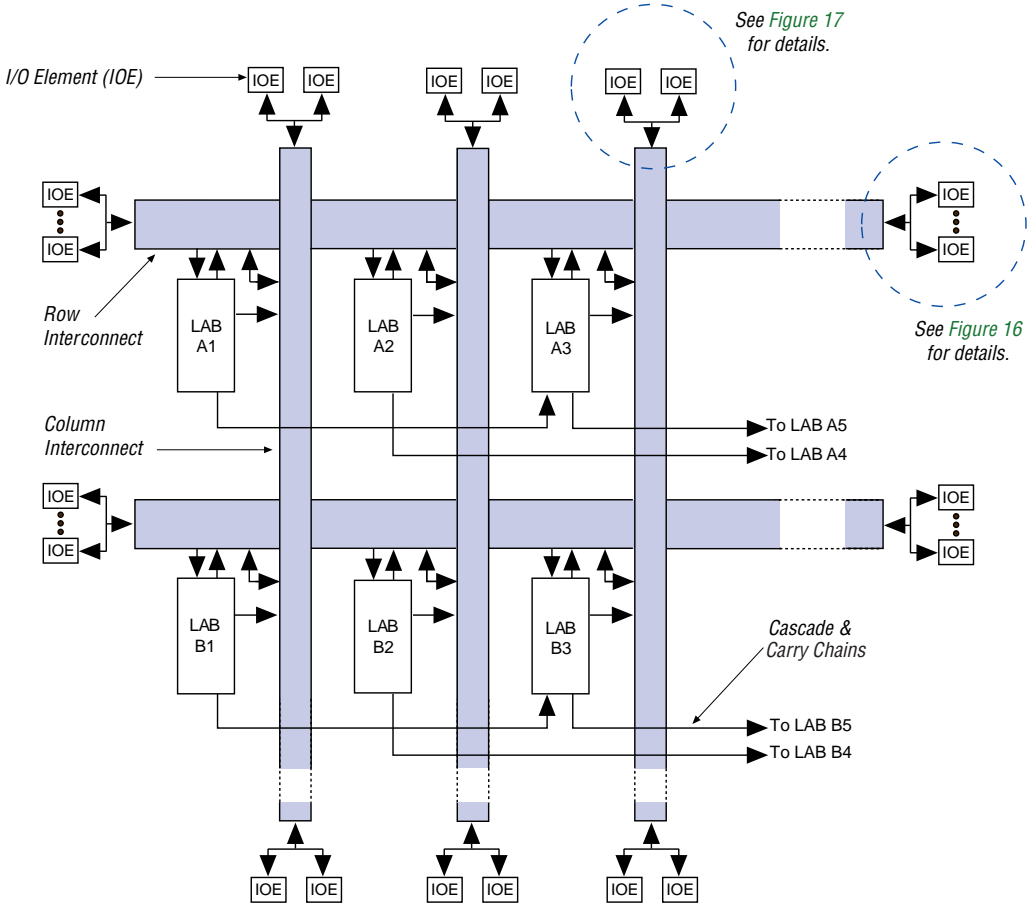 See Figure 17
for details.
I/O Element (IOE)
IOE IOE IOE IOE IOE IOE
IOE
IOE
IOE
IOE
Row
Interconnect
LAB
A1
LAB
A2
LAB
A3
See Figure 16
for details.
Column
Interconnect
To LAB A5
To LAB A4
IOE
IOE
IOE
IOE
LAB
B1
LAB
B2
LAB
B3
Cascade &
Carry Chains
To LAB B5
To LAB B4
IOE IOE IOE IOE IOE IOE